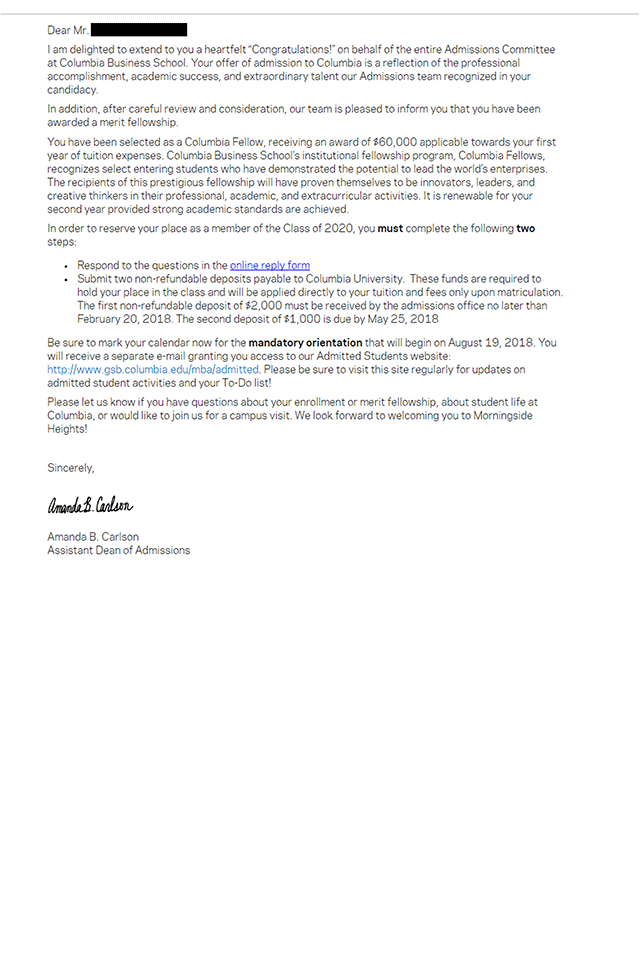 Dear Mr.
I am delighted to extend to you a heartfelt “Congratulations!” on behalf of the entire Admissions Committee
at Columbia Business School. Your offer of admission to Columbia is a reflection of the professional
accomplishment, academic success, and extraordinary talent our Admissions team recognized in your
candidacy.
In addition, after careful review and consideration, our team is pleased to inform you that you have been
awarded a merit fellowship.
You have been selected as a Columbia Fellow, receiving an award of $60,000 applicable towards your first
year of tuition expenses. Columbia Business School’s institutional fellowship program, Columbia Fellows,
recognizes select entering students who have demonstrated the potential to lead the world’s enterprises.
The recipients of this prestigious fellowship will have proven themselves to be innovators, leaders, and
creative thinkers in their professional, academic, and extracurricular activities. It is renewable for your
second year provided strong academic standards are achieved.
In order to reserve your place as a member of the Class of 2020, you must complete the following two
steps:
• Respond to the questions in the online reply form
• Submit two non-refundable deposits payable to Columbia University. These funds are required to
hold your place in the class and will be applied directly to your tuition and fees only upon matriculation.
The first non-refundable deposit of $2,000 must be received by the admissions office no later than
February 20, 2018. The second deposit of $1,000 is due by May 25, 2018
Be sure to mark your calendar now for the mandatory orientation that will begin on August 19, 2018. You
will receive a separate e-mail granting you access to our Admitted Students website:
http://www.gsb.columbia.edu/mba/admitted. Please be sure to visit this site regularly for updates on
admitted student activities and your To-Do list!
Please let us know if you have questions about your enrollment or merit fellowship, about student life at
Columbia, or would like to join us for a campus visit. We look forward to welcoming you to Morningside
Heights!
Sincerely,
Amanda B. Carlson
Amanda B. Carlson
Assistant Dean of Admissions